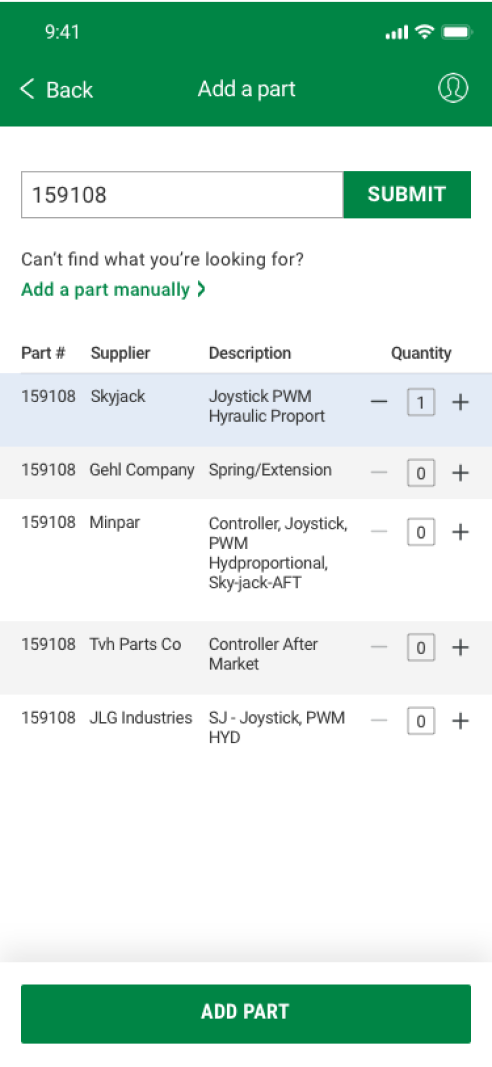 9:41
Back Add a part
159108 SUBMIT
Can't find what you're looking for?
Add a part manually
Part # Supplier Description Quantity
159108 Skyjack Joystick PWM 1
Hyraulic Proport
159108 Gehl Company Spring/Extension 0
159108 Minpar Controller, Joystick, 0
PWM
Hydproportional,
Sky-jack-AFT
159108 Tvh Parts Co Controller After 0
Market
159108 JLG Industries SJ - Joystick, PWM 0
HYD
ADD PART